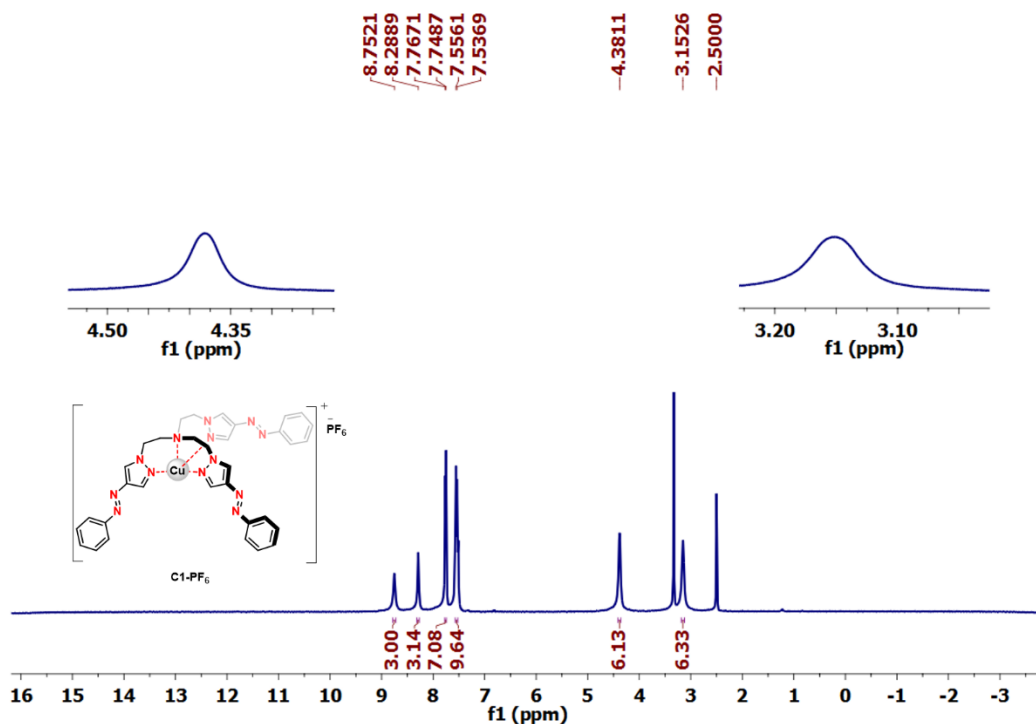 8.7521
8.2889
7.7671
7.7487
7.5561
7.5369
4.3811
3.1526
2.5000
4.50 4.35
f1 (ppm)
3.20 3.10
f1 (ppm)
+
−
PF6
N N N N N
N N Cu N N
N N N N
C1-PF6
3.00
3.14
7.08
9.64
6.13
6.33
16 15 14 13 12 11 10 9 8 7 6 5 4 3 2 1 0 -1 -2 -3
f1 (ppm)